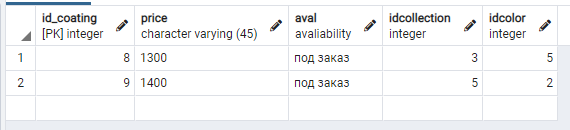 id_coating price aval idcollection idcolor
[PK] integer character varying (45) avaliability integer integer
1 8 1300 под заказ 3 5
2 9 1400 под заказ 5 2